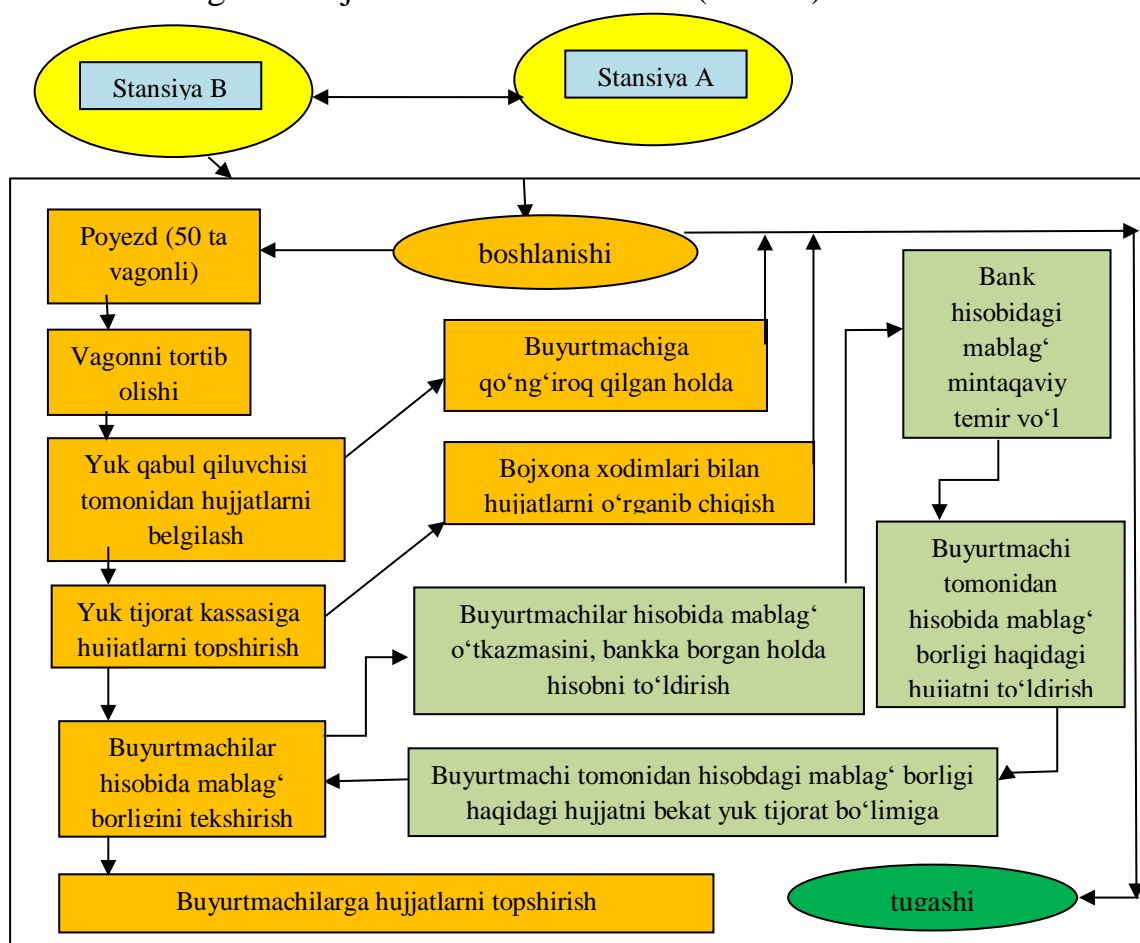 Stansiya B
Stansiya A
boshlanishi
Poyezd (50 ta
vagonli)
Vagonni tortib
olishi
Yuk qabul qiluvchisi
tomonidan hujjatlarni
belgilash
Yuk tijorat kassasiga
hujjatlarni topshirish
Buyurtmachilar
hisobida mablag‘
borligini tekshirish
Buyurtmachilarga hujjatlarni topshirish
Buyurtmachiga
qo‘ng‘iroq qilgan holda
Bojxona xodimlari bilan
hujjatlarni o‘rganib chiqish
Buyurtmachilar hisobida mablag‘
o‘tkazmasini, bankka borgan holda
hisobni to‘ldirish
Bank
hisobidagi
mablag‘
mintaqaviy
temir vo‘l
Buyurtmachi
tomonidan
hisobida mablag‘
borligi haqidagi
hujjatni to‘ldirish
Buyurtmachi tomonidan hisobdagi mablag‘ borligi
haqidagi hujjatni bekat yuk tijorat bo‘limiga
tugashi